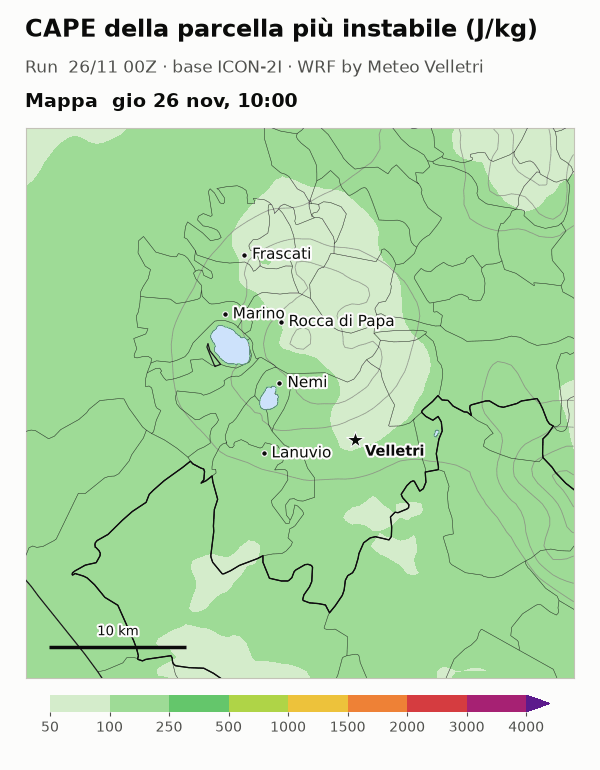 CAPE della parcella più instabile (J/kg)
Run  26/11 00Z · base ICON-2I · WRF by Meteo Velletri
Mappa  gio 26 nov, 10:00
Frascati
Marino
Rocca di Papa
Nemi
Velletri
Lanuvio
10 km
50 100 250 500 1000 1500 2000 3000 4000